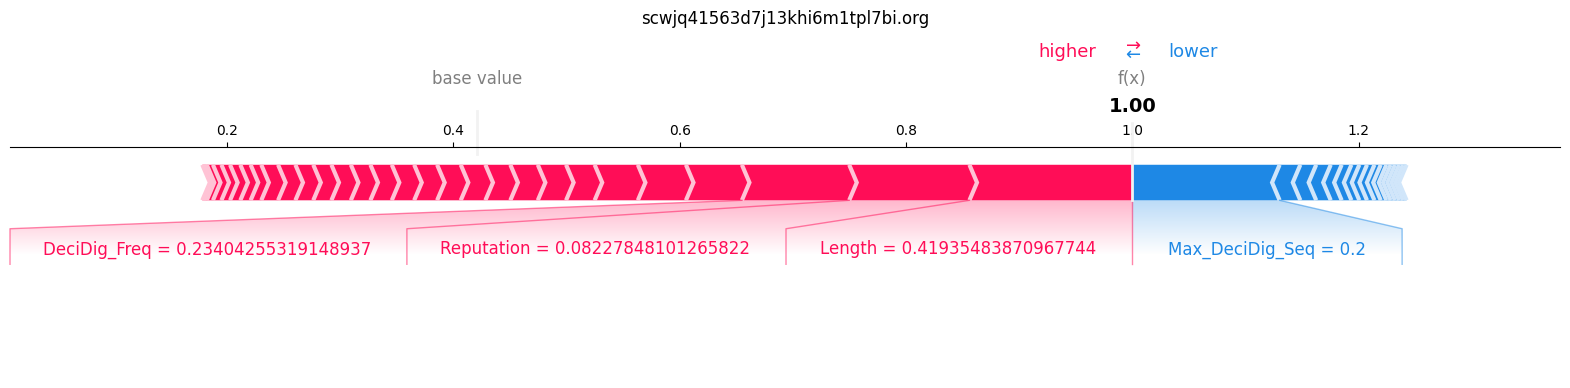 scwjq41563d7j13khi6m1tpl7bi.org
higher ⇄ lower
base value f(x)
1.00
0.2 0.4 0.6 0.8 1.0 1.2
DeciDig_Freq = 0.23404255319148937 Reputation = 0.08227848101265822 Length = 0.41935483870967744 Max_DeciDig_Seq = 0.2